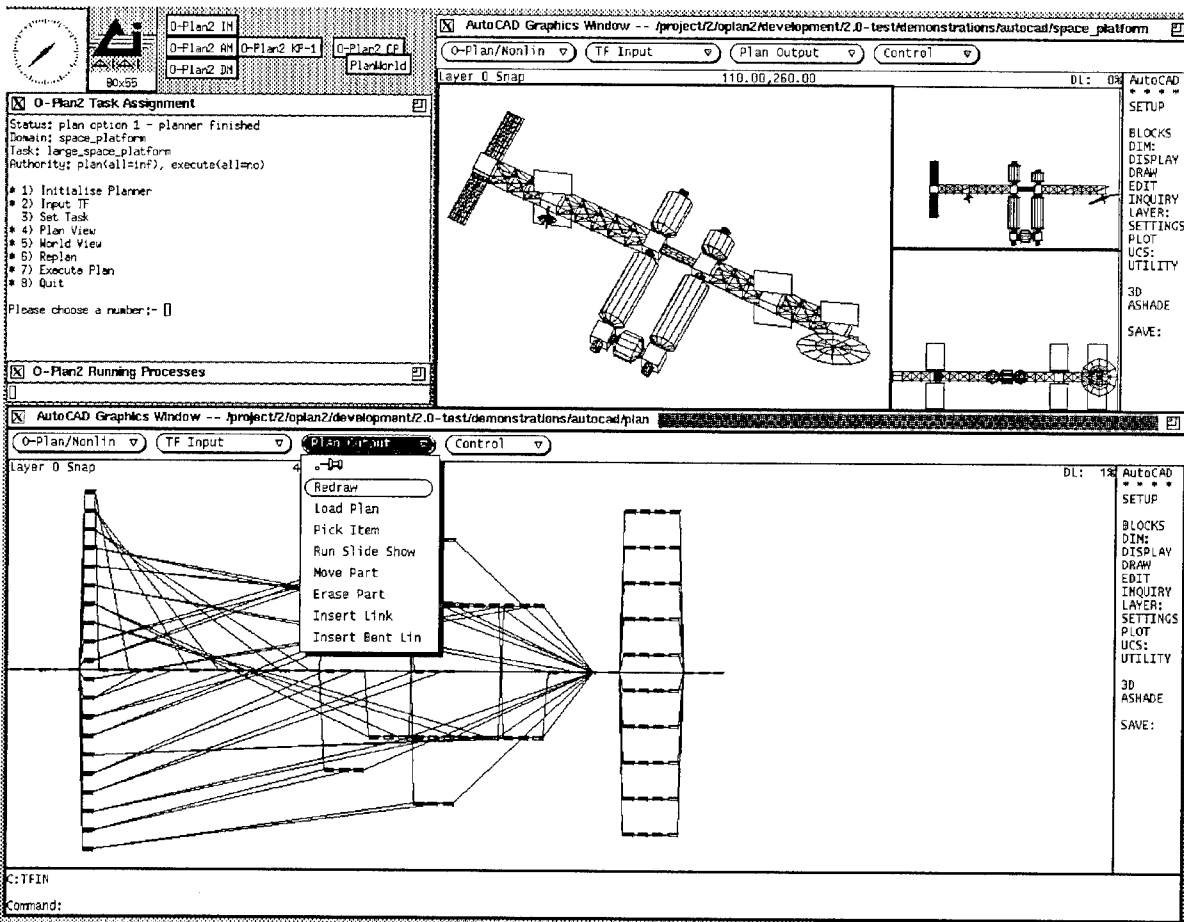 O-Plan2 IM
O-Plan2 AM
O-Plan2 KP-1
O-Plan2 CP
PlanWorld
O-Plan2 DM
80x55
O-Plan2 Task Assignment
Status: plan option 1 - planner finished
Domain: space_platform
Task: large_space_platform
Authority: plan(all=inf), execute(all=no)
* 1) Initialise Planner
* 2) Input TF
3) Set Task
* 4) Plan View
* 5) World View
* 6) Replan
* 7) Execute Plan
* 8) Quit
Please choose a number:- []
O-Plan2 Running Processes
AutoCAD Graphics Window -- /project/2/oplan2/development/2.0-test/demonstrations/autocad/space_platform
O-Plan/Nonlin
TF Input
Plan Output
Control
Layer 0 Snap
110.00,260.00
DL: 0%
AutoCAD
* * * *
SETUP
BLOCKS
DIM:
DISPLAY
DRAW
EDIT
INQUIRY
LAYER:
SETTINGS
PLOT
UCS:
UTILITY
3D
ASHADE
SAVE:
AutoCAD Graphics Window -- /project/2/oplan2/development/2.0-test/demonstrations/autocad/plan
O-Plan/Nonlin
TF Input
Plan Output
Control
Layer 0 Snap
4
DL: 1%
Redraw
Load Plan
Pick Item
Run Slide Show
Move Part
Erase Part
Insert Link
Insert Bent Lin
AutoCAD
* * * *
SETUP
BLOCKS
DIM:
DISPLAY
DRAW
EDIT
INQUIRY
LAYER:
SETTINGS
PLOT
UCS:
UTILITY
3D
ASHADE
SAVE:
C:TFIN
Command: